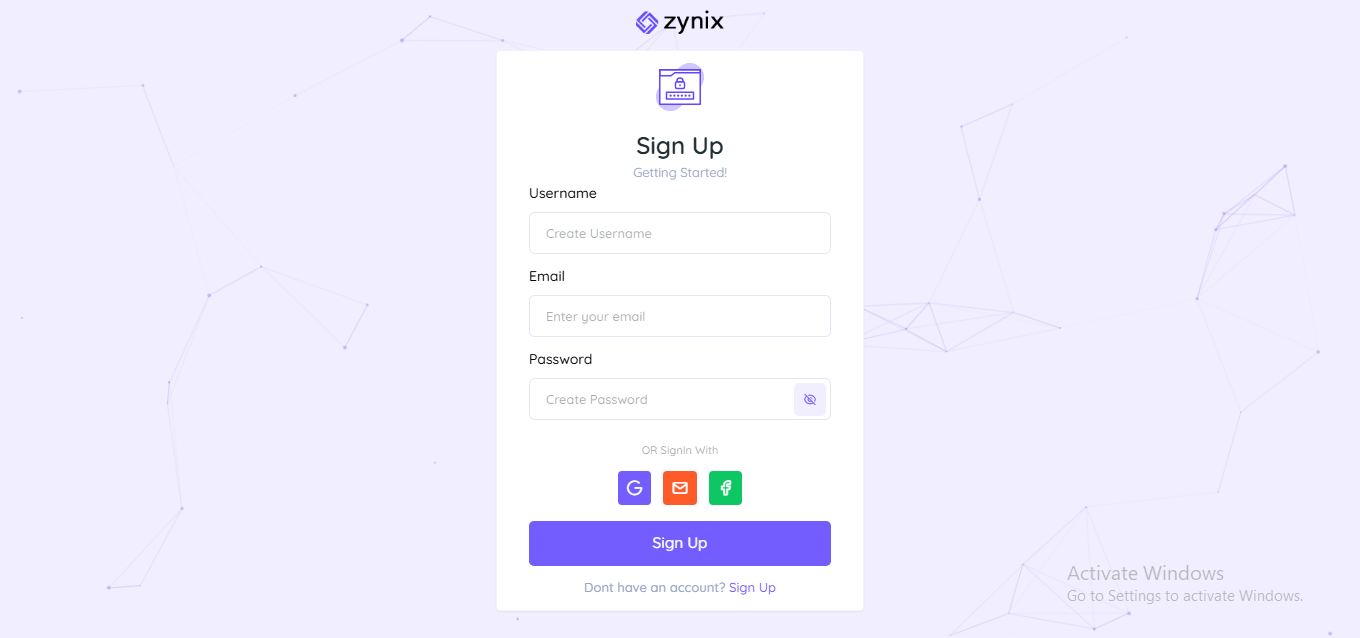 zynix
Sign Up
Getting Started!
Username
Create Username
Email
Enter your email
Password
Create Password
OR SignIn With
Sign Up
Dont have an account? Sign Up
Activate Windows
Go to Settings to activate Windows.